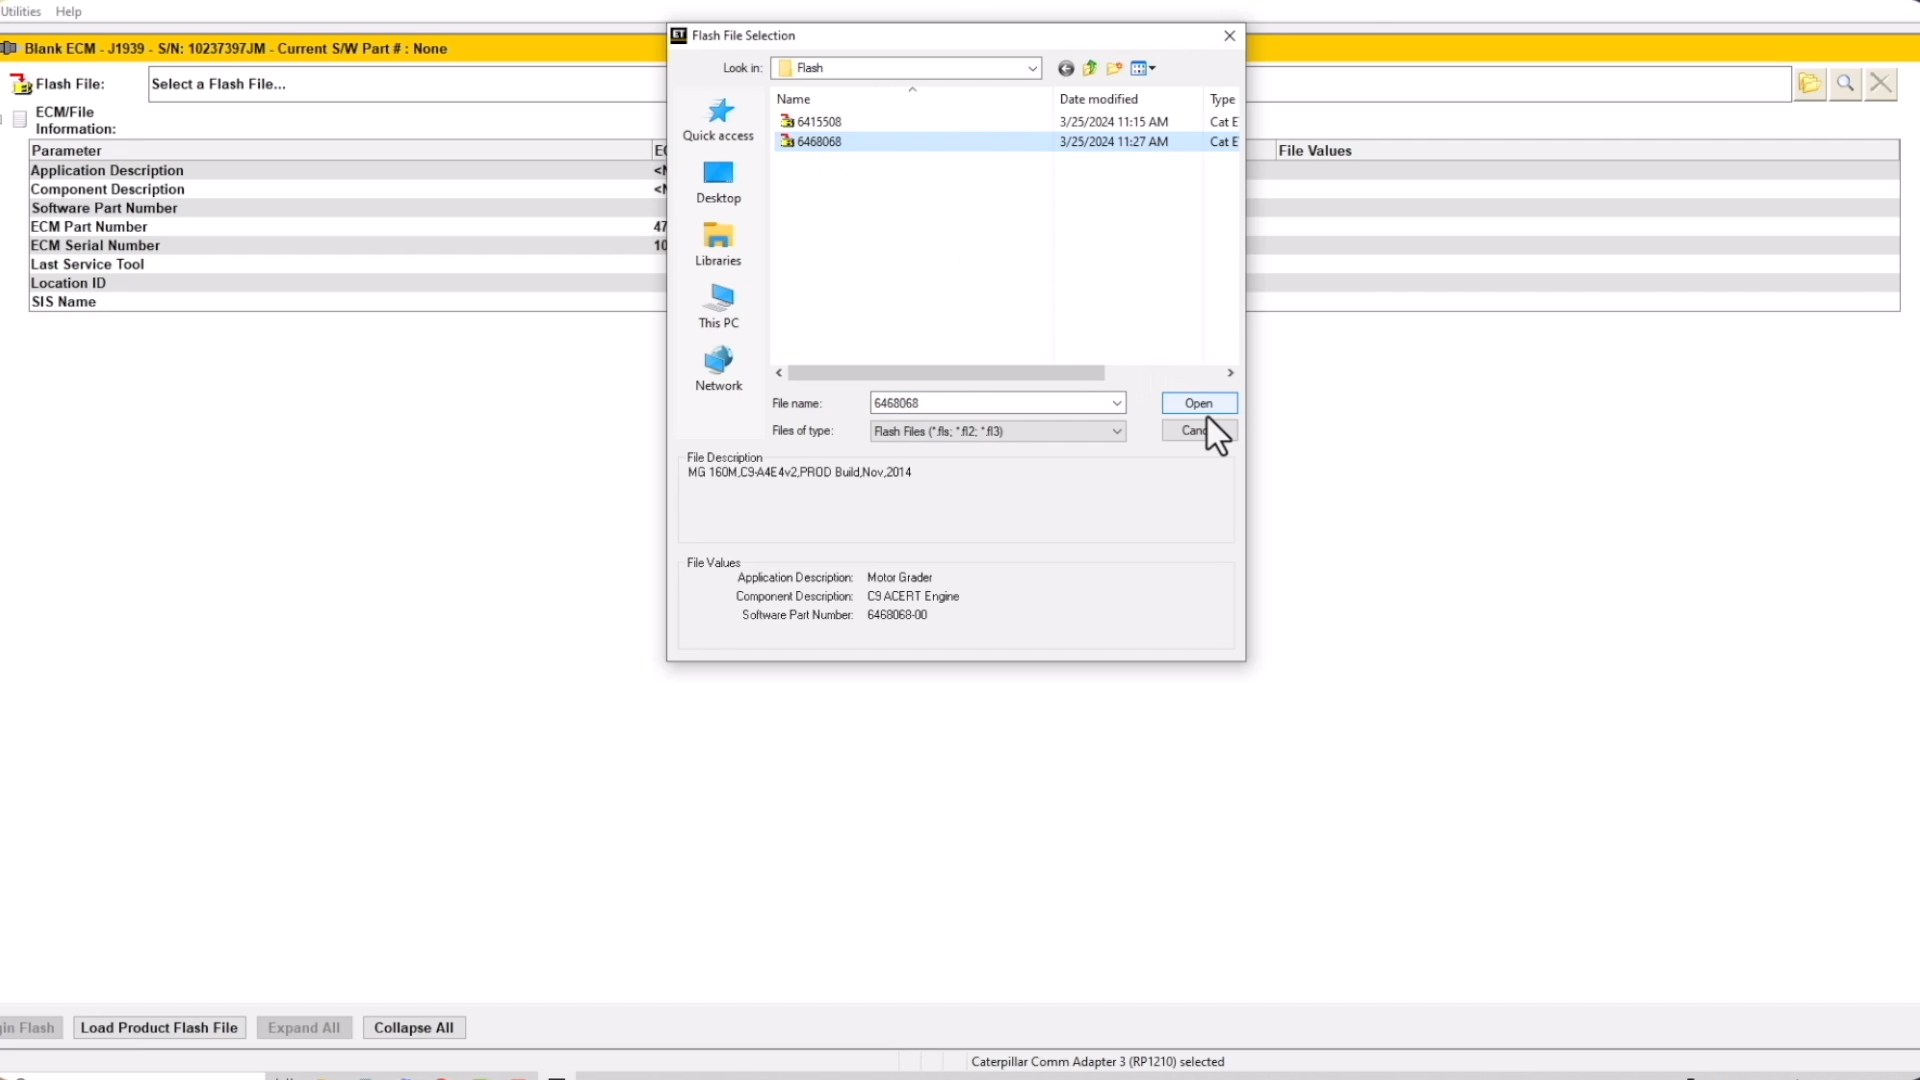 Utilities Help
Blank ECM - J1939 - S/N: 10237397JM - Current S/W Part # : None
Flash File: Select a Flash File...
ECM/File
Information:
Parameter
File Values
Application Description
Component Description
Software Part Number
ECM Part Number 47
ECM Serial Number 10
Last Service Tool
Location ID
SIS Name
ET Flash File Selection
Look in: Flash
Name Date modified Type
6415508 3/25/2024 11:15 AM Cat E
6468068 3/25/2024 11:27 AM Cat E
Quick access
Desktop
Libraries
This PC
Network
File name: 6468068 Open
Files of type: Flash Files (*.fls; *.fl2; *.fl3) Canc
File Description
MG 160M,C9-A4E4v2,PROD Build,Nov,2014
File Values
Application Description: Motor Grader
Component Description: C9 ACERT Engine
Software Part Number: 6468068-00
gin Flash Load Product Flash File Expand All Collapse All
Caterpillar Comm Adapter 3 (RP1210) selected